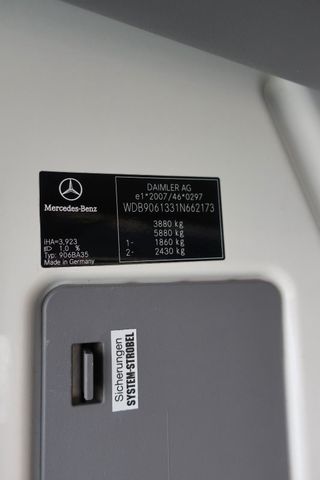 DAIMLER AG
e1*2007/46*0297
Mercedes-Benz
WDB9061331N662173
3880 kg
5880 kg
1- 1860 kg
2- 2430 kg
iHA=3,923
1,0 %
Typ: 906BA35
Made in Germany
Sicherungen
SYSTEM-STROBEL